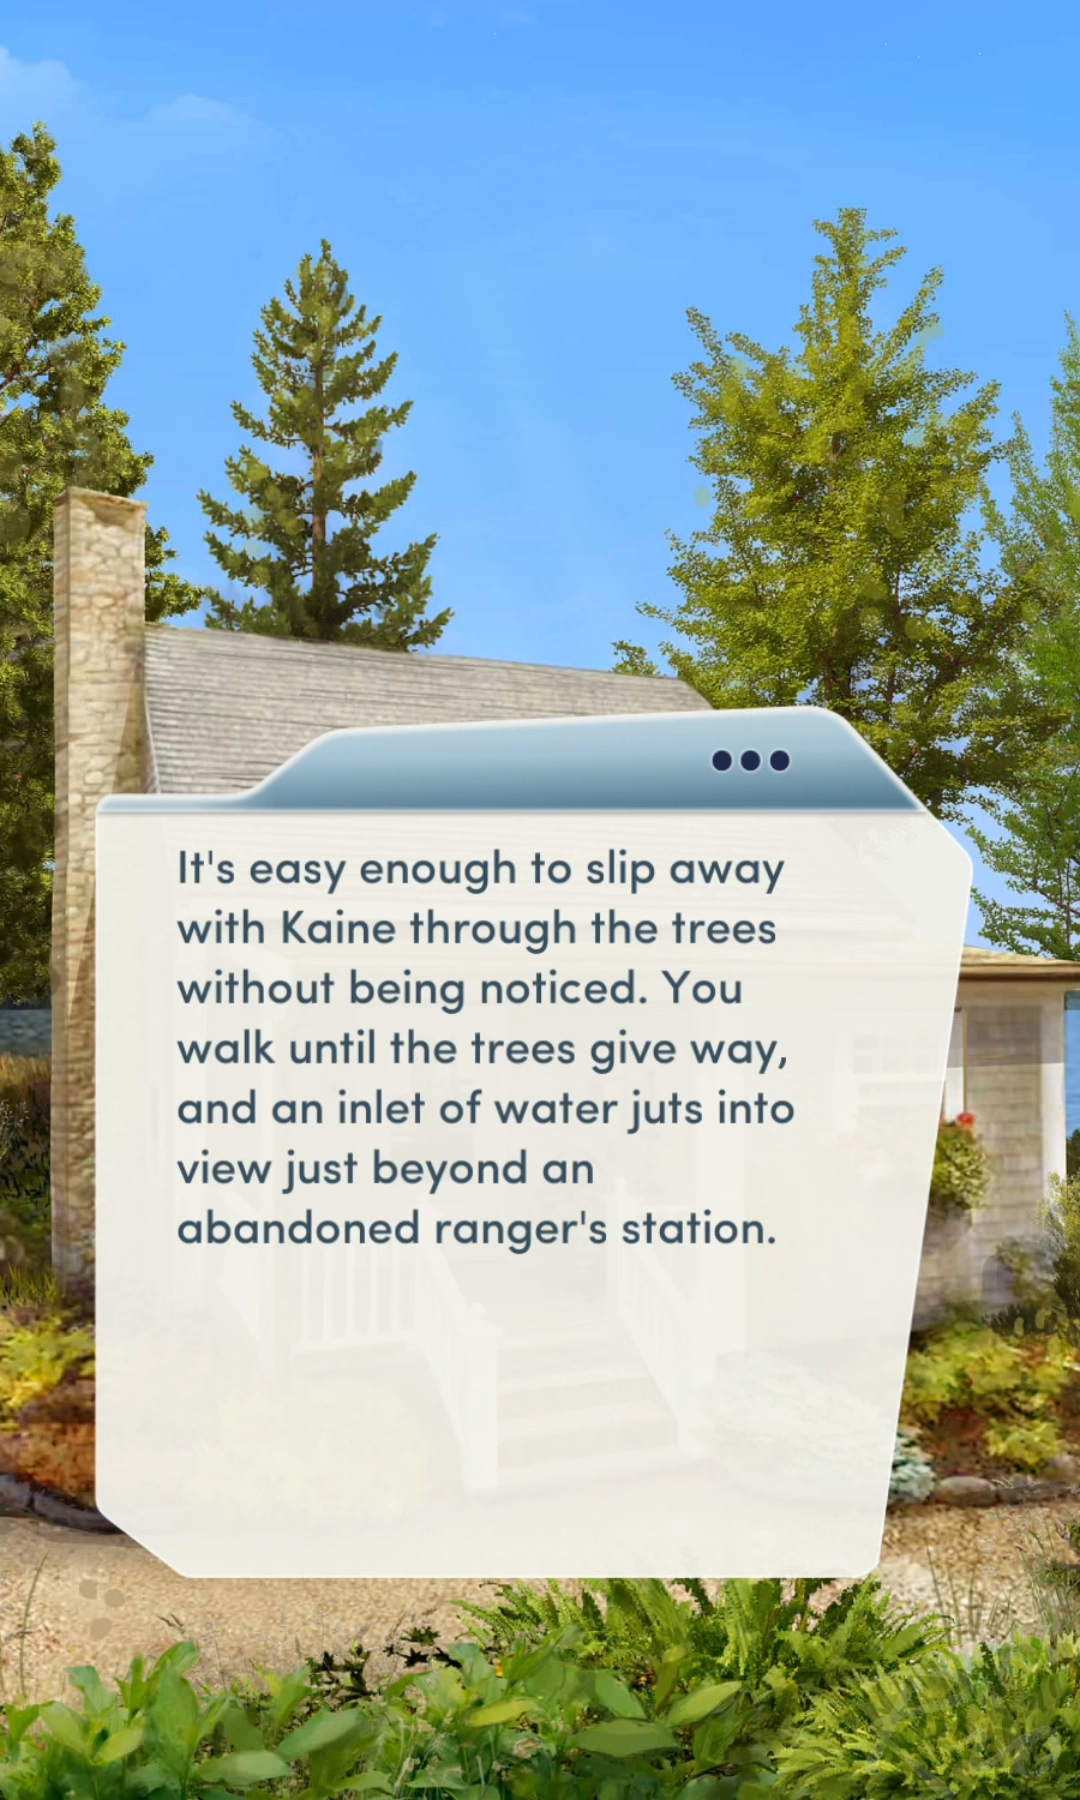 It's easy enough to slip away
with Kaine through the trees
without being noticed. You
walk until the trees give way,
and an inlet of water juts into
view just beyond an
abandoned ranger's station.